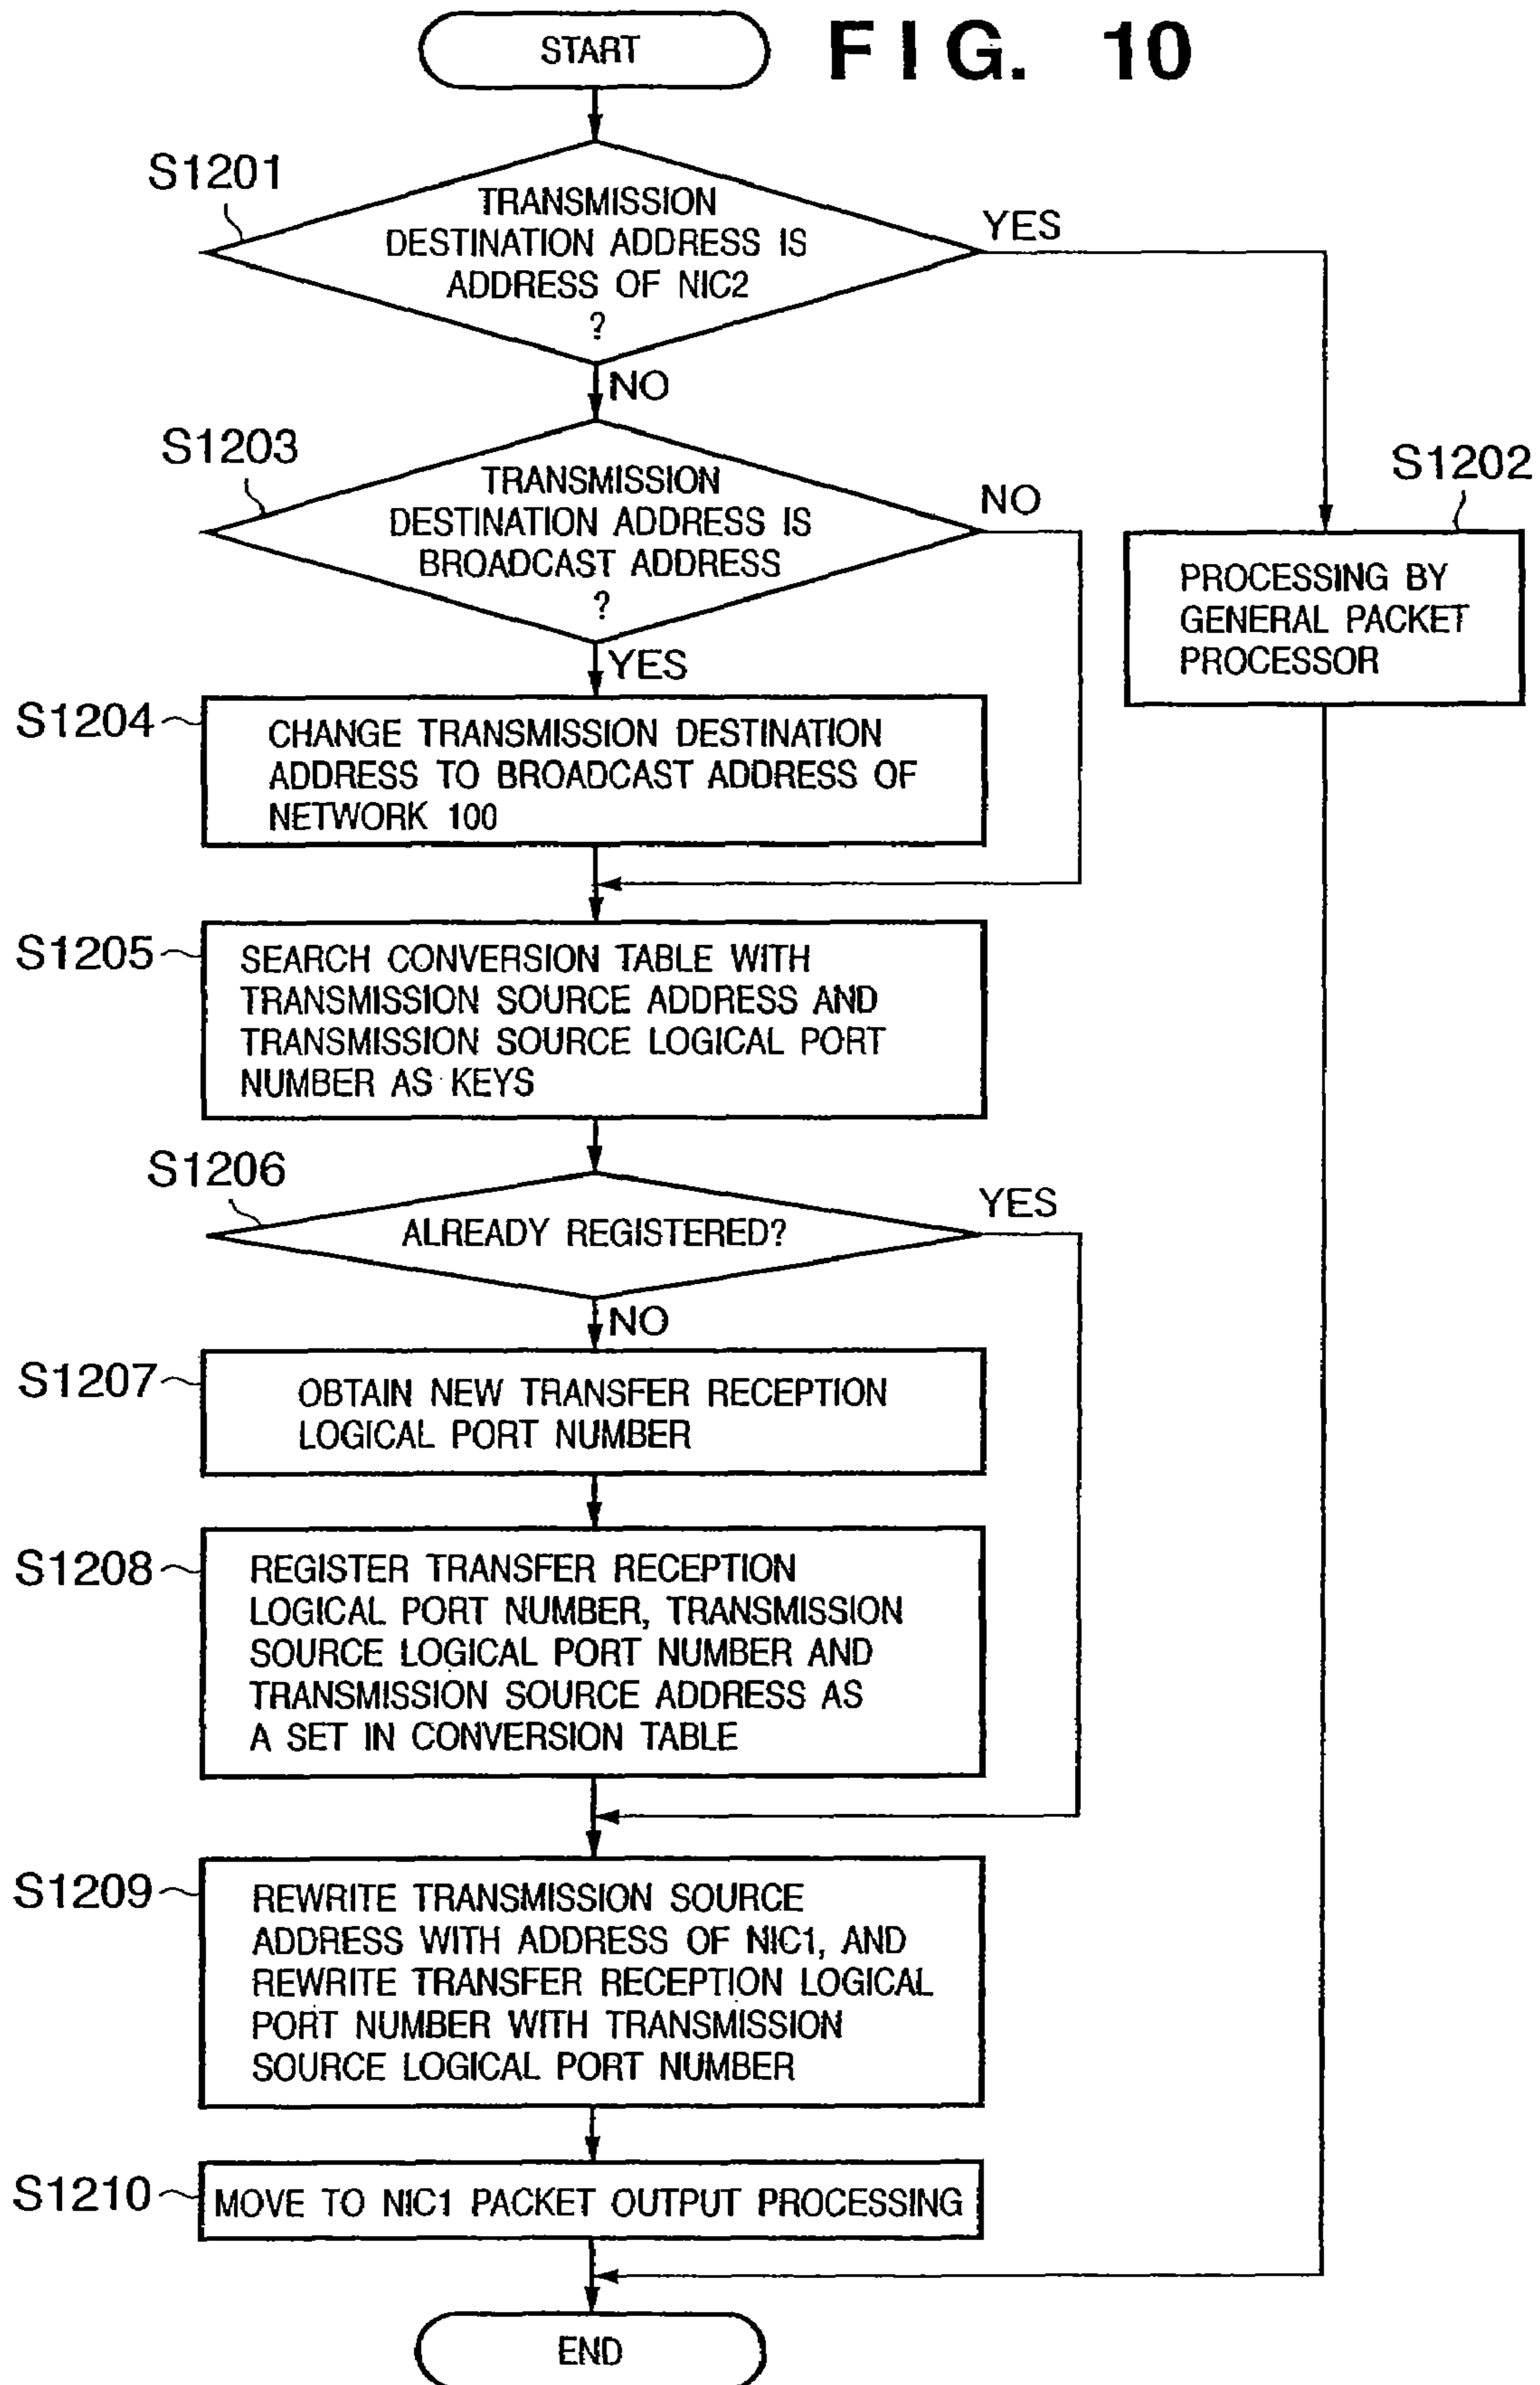 START
FIG. 10
S1201
TRANSMISSION
DESTINATION ADDRESS IS
ADDRESS OF NIC2
?
YES
NO
S1203
TRANSMISSION
DESTINATION ADDRESS IS
BROADCAST ADDRESS
?
NO
YES
S1202
PROCESSING BY
GENERAL PACKET
PROCESSOR
S1204
CHANGE TRANSMISSION DESTINATION
ADDRESS TO BROADCAST ADDRESS OF
NETWORK 100
S1205
SEARCH CONVERSION TABLE WITH
TRANSMISSION SOURCE ADDRESS AND
TRANSMISSION SOURCE LOGICAL PORT
NUMBER AS KEYS
S1206
ALREADY REGISTERED?
YES
NO
S1207
OBTAIN NEW TRANSFER RECEPTION
LOGICAL PORT NUMBER
S1208
REGISTER TRANSFER RECEPTION
LOGICAL PORT NUMBER, TRANSMISSION
SOURCE LOGICAL PORT NUMBER AND
TRANSMISSION SOURCE ADDRESS AS
A SET IN CONVERSION TABLE
S1209
REWRITE TRANSMISSION SOURCE
ADDRESS WITH ADDRESS OF NIC1, AND
REWRITE TRANSFER RECEPTION LOGICAL
PORT NUMBER WITH TRANSMISSION
SOURCE LOGICAL PORT NUMBER
S1210
MOVE TO NIC1 PACKET OUTPUT PROCESSING
END